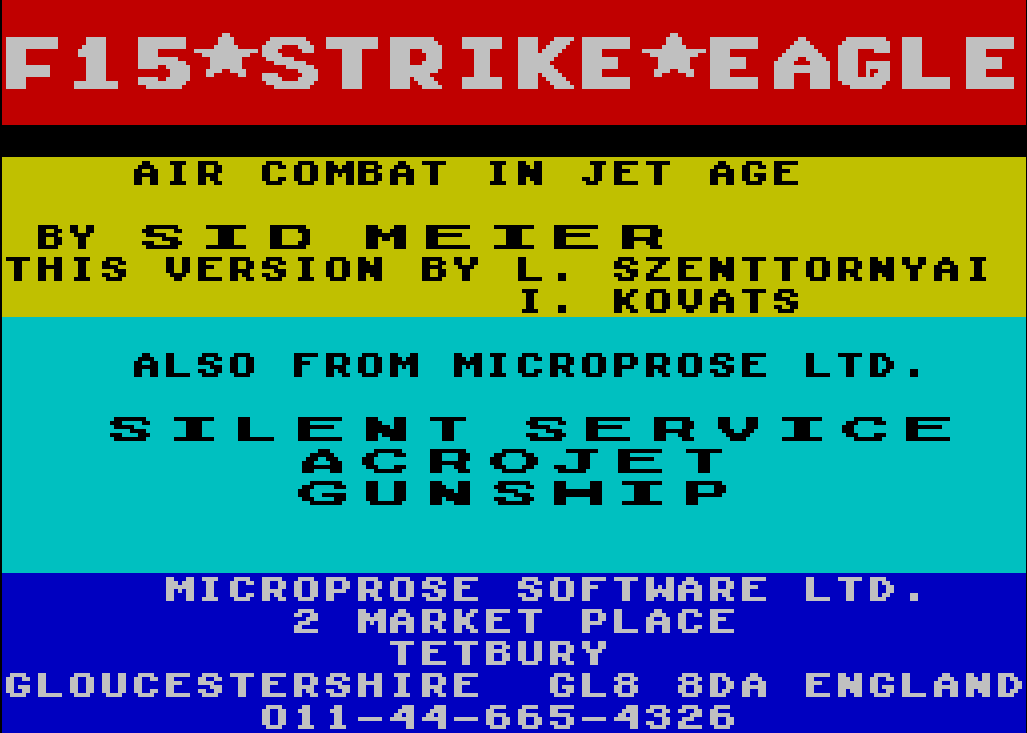 F15★STRIKE★EAGLE
AIR COMBAT IN JET AGE
BY SID MEIER
THIS VERSION BY L. SZENTTORNYAI
I. KOVATS
ALSO FROM MICROPROSE LTD.
SILENT SERVICE
ACROJET
GUNSHIP
MICROPROSE SOFTWARE LTD.
2 MARKET PLACE
TETBURY
GLOUCESTERSHIRE GL8 8DA ENGLAND
011-44-665-4326